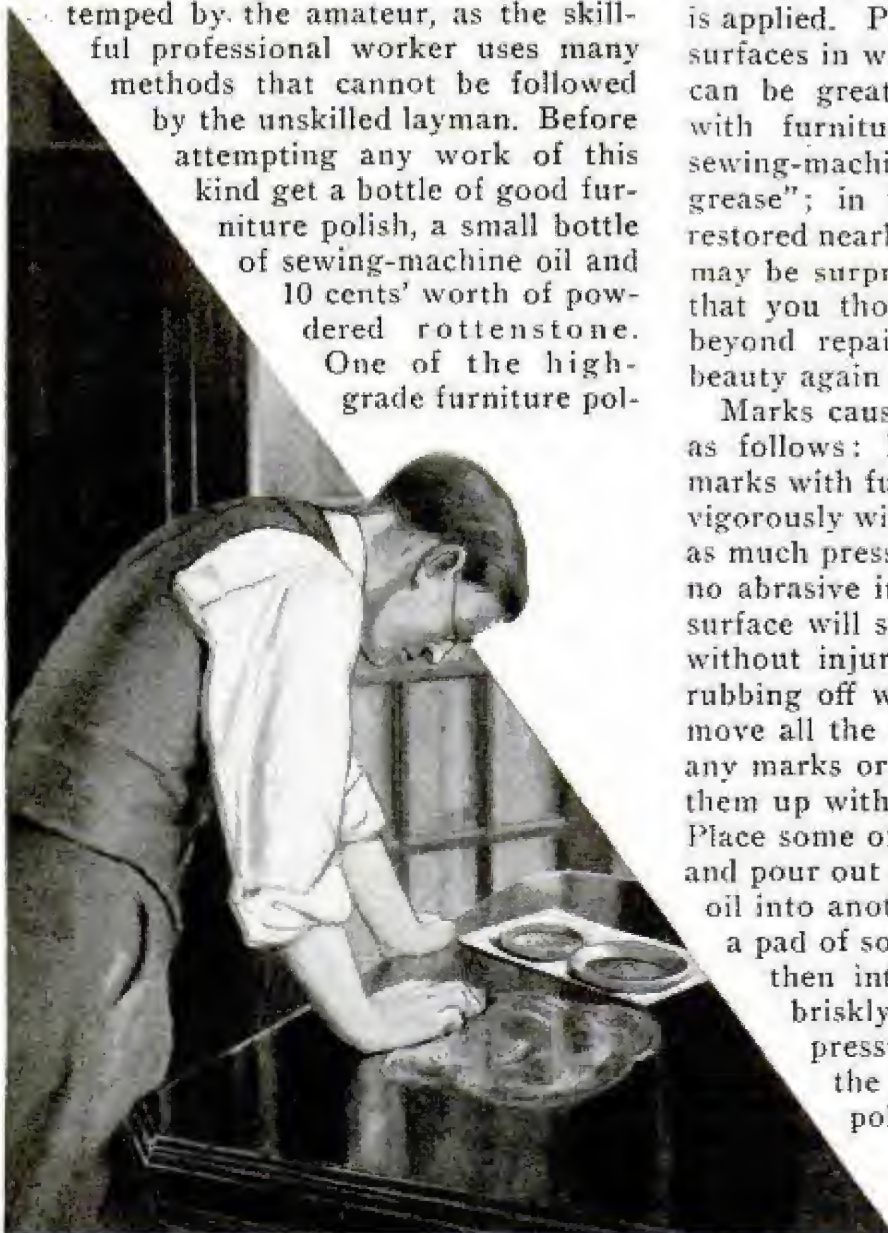 temped by the amateur, as the skill-
ful professional worker uses many
methods that cannot be followed
by the unskilled layman. Before
attempting any work of this
kind get a bottle of good fur-
niture polish, a small bottle
of sewing-machine oil and
10 cents' worth of pow-
dered rottenstone.
One of the high-
grade furniture pol-
is applied. P
surfaces in w
can be great
with furnitu
sewing-machi
grease"; in
restored nearl
may be surpr
that you tho
beyond repai
beauty again
Marks caus
as follows:
marks with fu
vigorously wi
as much press
no abrasive i
surface will s
without injur
rubbing off w
move all the
any marks or
them up with
Place some o
and pour out
oil into anot
a pad of so
then int
briskly
press
the
pol